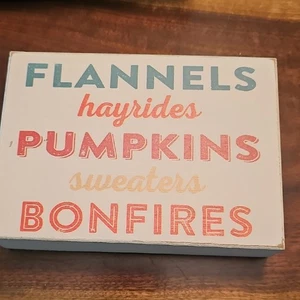 FLANNELS
hayrides
PUMPKINS
sweaters
BONFIRES